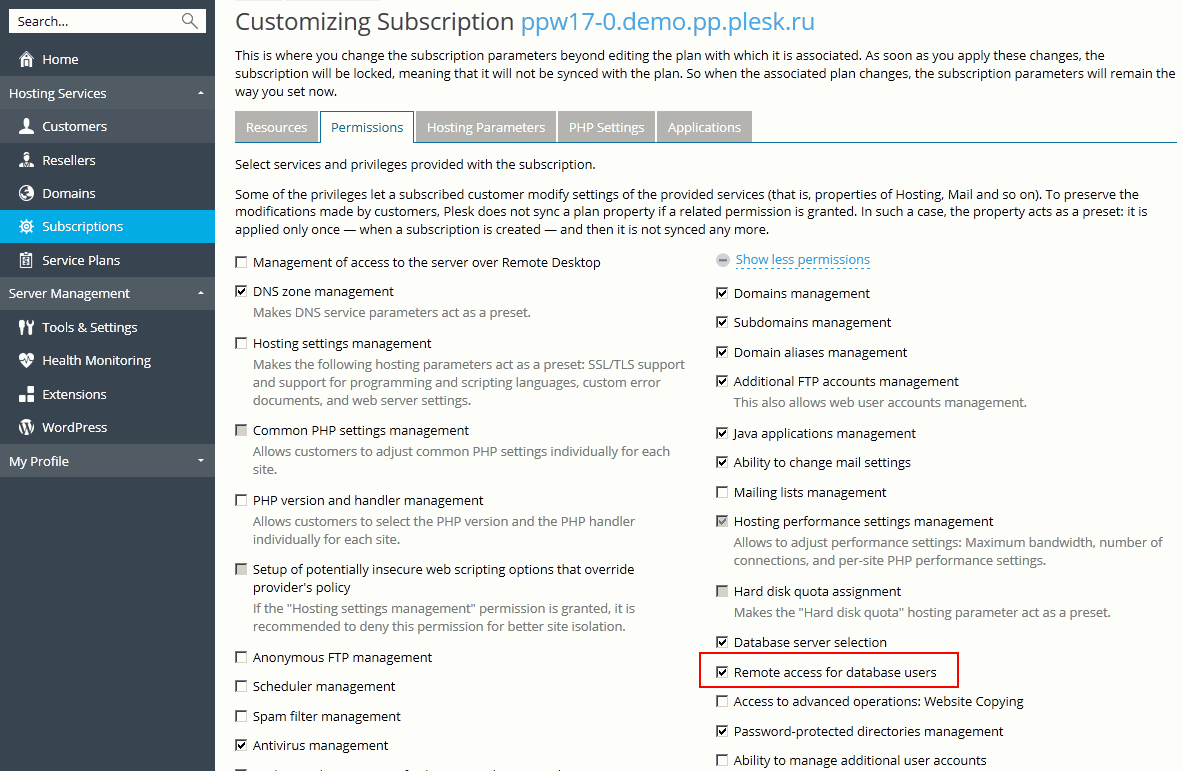 Search...
Home
Hosting Services
Customers
Resellers
Domains
Subscriptions
Service Plans
Server Management
Tools & Settings
Health Monitoring
Extensions
WordPress
My Profile
Customizing Subscription ppw17-0.demo.pp.plesk.ru
This is where you change the subscription parameters beyond editing the plan with which it is associated. As soon as you apply these changes, the
subscription will be locked, meaning that it will not be synced with the plan. So when the associated plan changes, the subscription parameters will remain the
way you set now.
Resources Permissions Hosting Parameters PHP Settings Applications
Select services and privileges provided with the subscription.
Some of the privileges let a subscribed customer modify settings of the provided services (that is, properties of Hosting, Mail and so on). To preserve the
modifications made by customers, Plesk does not sync a plan property if a related permission is granted. In such a case, the property acts as a preset: it is
applied only once — when a subscription is created — and then it is not synced any more.
Management of access to the server over Remote Desktop
DNS zone management
Makes DNS service parameters act as a preset.
Hosting settings management
Makes the following hosting parameters act as a preset: SSL/TLS support
and support for programming and scripting languages, custom error
documents, and web server settings.
Common PHP settings management
Allows customers to adjust common PHP settings individually for each
site.
PHP version and handler management
Allows customers to select the PHP version and the PHP handler
individually for each site.
Setup of potentially insecure web scripting options that override
provider's policy
If the "Hosting settings management" permission is granted, it is
recommended to deny this permission for better site isolation.
Anonymous FTP management
Scheduler management
Spam filter management
Antivirus management
Show less permissions
Domains management
Subdomains management
Domain aliases management
Additional FTP accounts management
This also allows web user accounts management.
Java applications management
Ability to change mail settings
Mailing lists management
Hosting performance settings management
Allows to adjust performance settings: Maximum bandwidth, number of
connections, and per-site PHP performance settings.
Hard disk quota assignment
Makes the "Hard disk quota" hosting parameter act as a preset.
Database server selection
Remote access for database users
Access to advanced operations: Website Copying
Password-protected directories management
Ability to manage additional user accounts